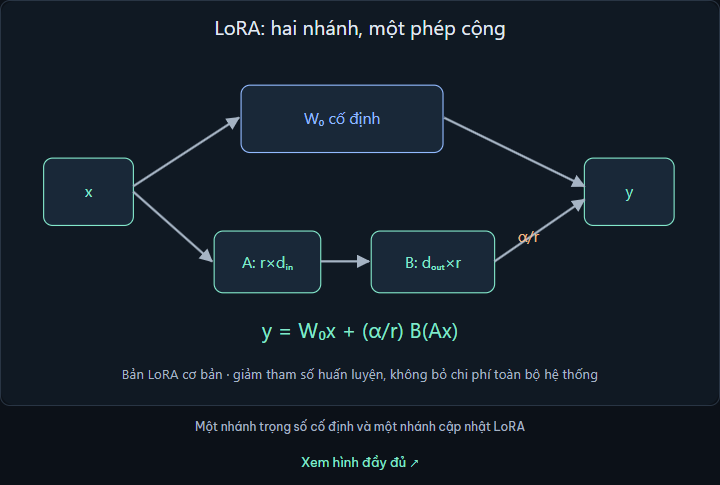 LoRA: hai nhánh, một phép cộng
W₀ cố định
x
y
α/r
A: r×dᵢₙ
B: dₒᵤₜ×r
y = W₀x + (α/r) B(Ax)
Bản LoRA cơ bản · giảm tham số huấn luyện, không bỏ chi phí toàn bộ hệ thống
Một nhánh trọng số cố định và một nhánh cập nhật LoRA
Xem hình đầy đủ ↗